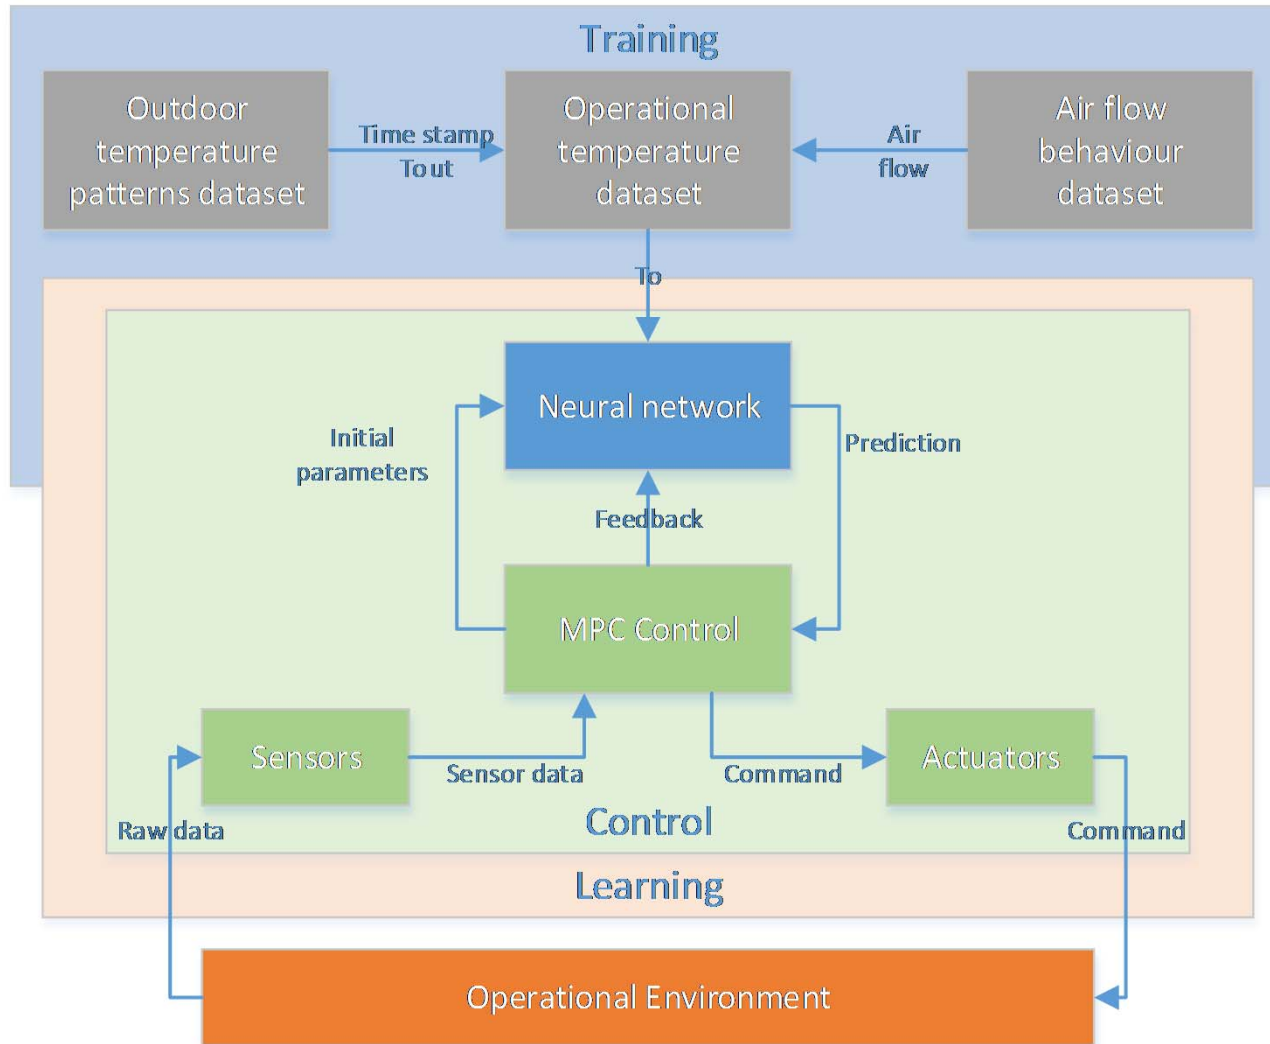 Training
Outdoor
temperature
patterns dataset
Time stamp
Tout
Operational
temperature
dataset
Air
flow
Air flow
behaviour
dataset
To
Neural network
Initial
parameters
Prediction
Feedback
MPC Control
Sensors
Sensor data
Command
Actuators
Raw data
Control
Command
Learning
Operational Environment